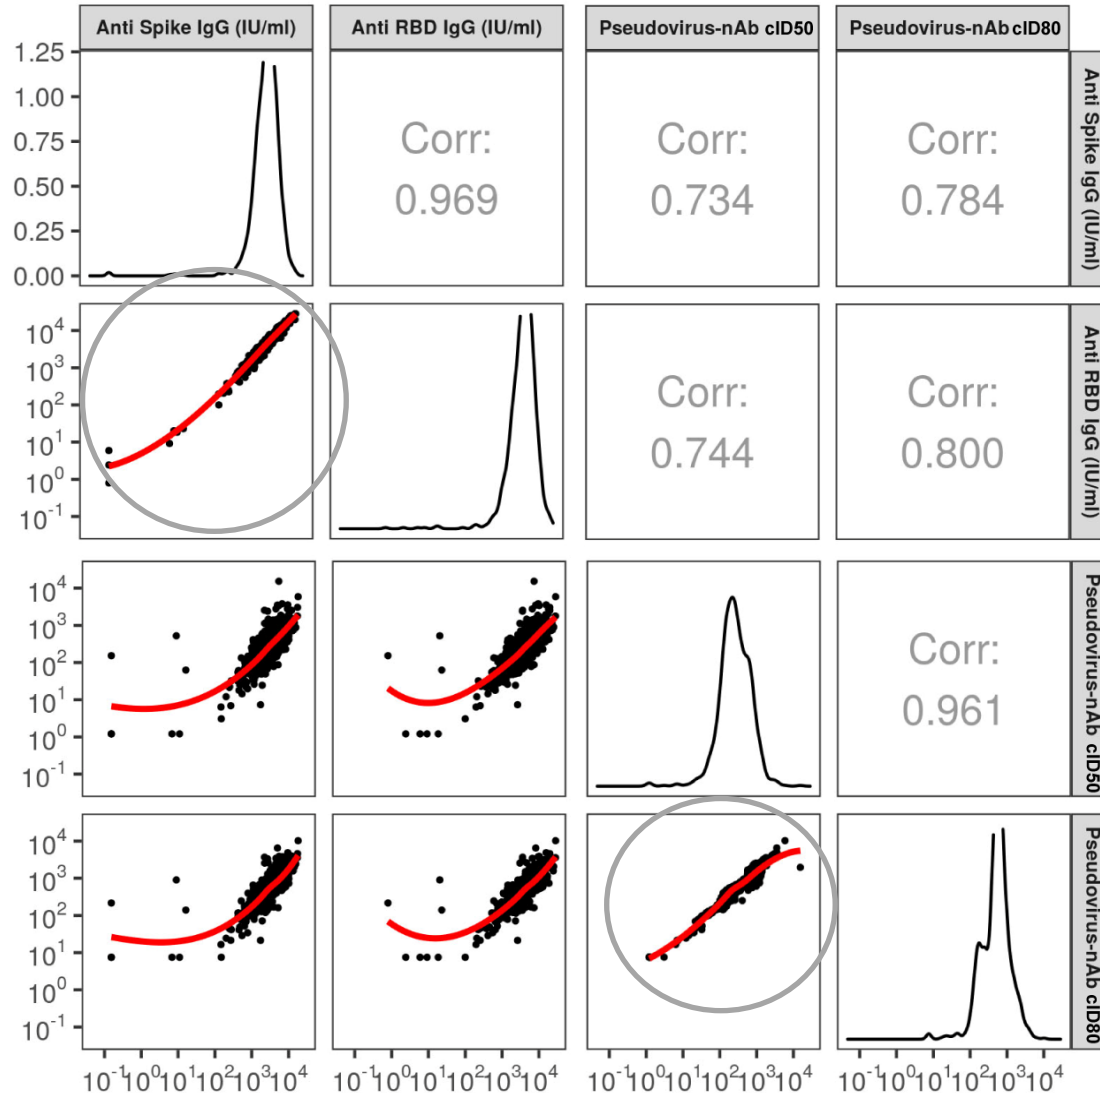 Anti Spike IgG (IU/ml) Anti RBD IgG (IU/ml) Pseudovirus-nAb cID50 Pseudovirus-nAb cID80
1.25
1.00
0.75
0.50
0.25
0.00
Corr:
0.969
Corr:
0.734
Corr:
0.784
Anti Spike IgG (IU/ml)
10⁴
10³
10²
10¹
10⁰
10⁻¹
Corr:
0.744
Corr:
0.800
Anti RBD IgG (IU/ml)
10⁴
10³
10²
10¹
10⁰
10⁻¹
Corr:
0.961
Pseudovirus-nAb cID50
10⁴
10³
10²
10¹
10⁰
10⁻¹
Pseudovirus-nAb cID80
10⁻¹10⁰10¹10²10³10⁴ 10⁻¹10⁰10¹10²10³10⁴ 10⁻¹10⁰10¹10²10³10⁴ 10⁻¹10⁰10¹10²10³10⁴